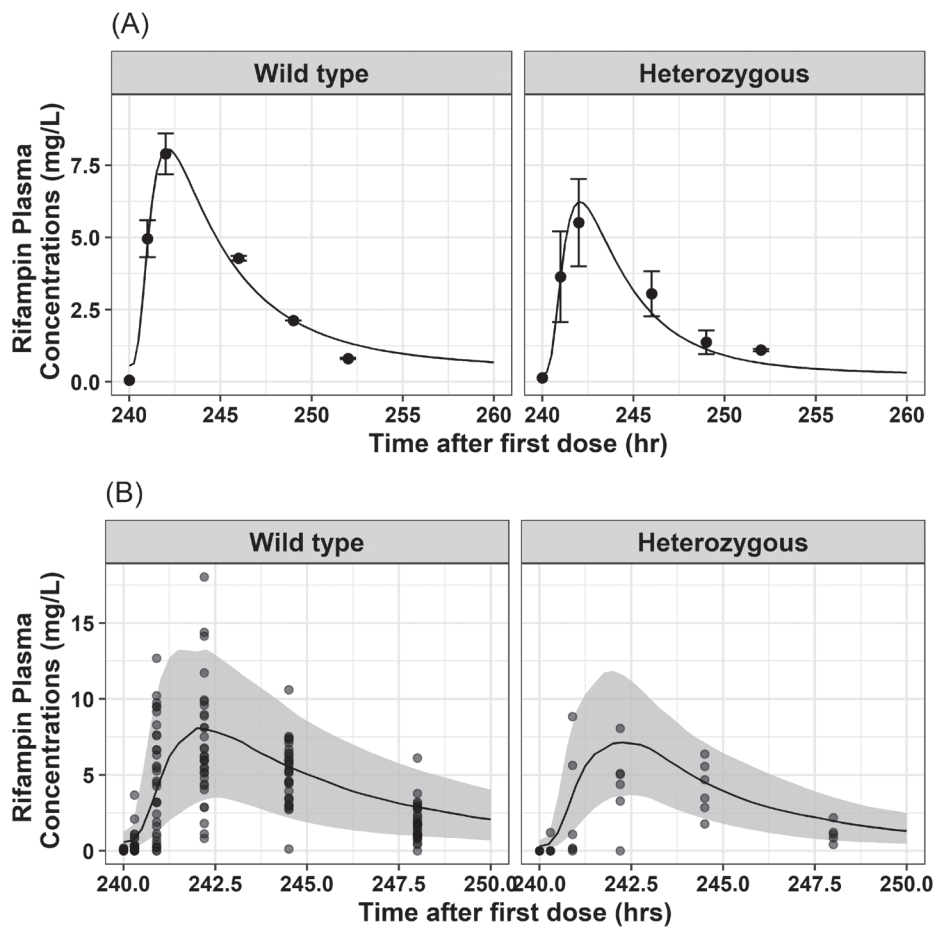 (A)
Wild type
Heterozygous
Rifampin Plasma
Concentrations (mg/L)
7.5
5.0
2.5
0.0
240 245 250 255 260
240 245 250 255 260
Time after first dose (hr)
(B)
Wild type
Heterozygous
Rifampin Plasma
Concentrations (mg/L)
15
10
5
0
240.0 242.5 245.0 247.5 250.0
240.0 242.5 245.0 247.5 250.0
Time after first dose (hrs)